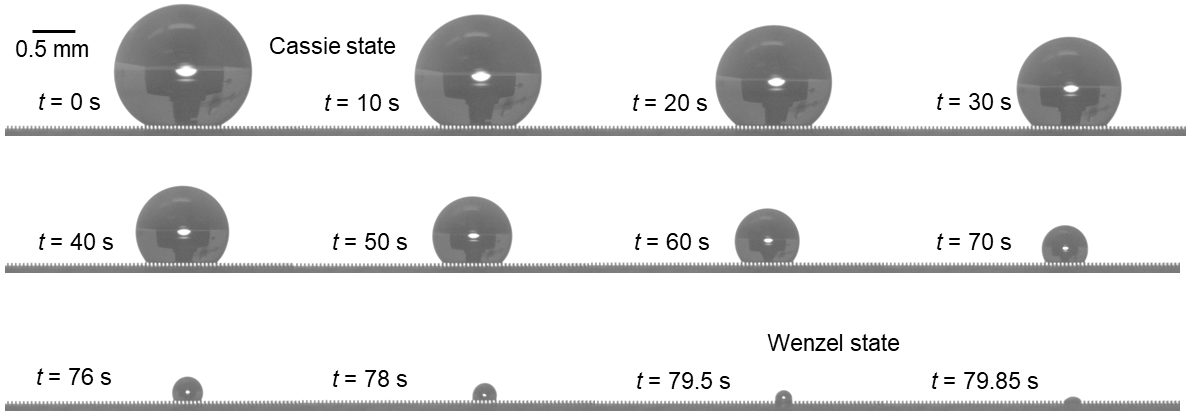 0.5 mm
Cassie state
t = 0 s
t = 10 s
t = 20 s
t = 30 s
t = 40 s
t = 50 s
t = 60 s
t = 70 s
Wenzel state
t = 76 s
t = 78 s
t = 79.5 s
t = 79.85 s